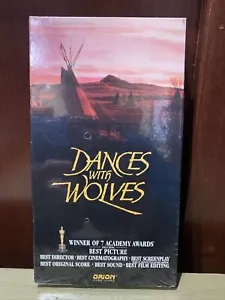 DANCES
WITH
WOLVES
WINNER OF 7 ACADEMY AWARDS
BEST PICTURE
BEST DIRECTOR · BEST CINEMATOGRAPHY · BEST SCREENPLAY
BEST ORIGINAL SCORE · BEST SOUND · BEST FILM EDITING
ORION